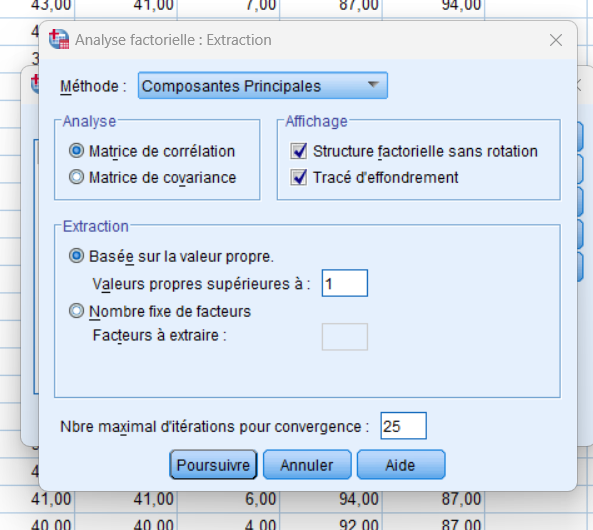 43,00 41,00 7,00 87,00 94,00
Analyse factorielle : Extraction
Méthode : Composantes Principales
Analyse
Matrice de corrélation
Matrice de covariance
Affichage
Structure factorielle sans rotation
Tracé d'effondrement
Extraction
Basée sur la valeur propre.
Valeurs propres supérieures à : 1
Nombre fixe de facteurs
Facteurs à extraire :
Nbre maximal d'itérations pour convergence : 25
Poursuivre Annuler Aide
41,00 41,00 6,00 94,00 87,00
40,00 40,00 4,00 92,00 87,00